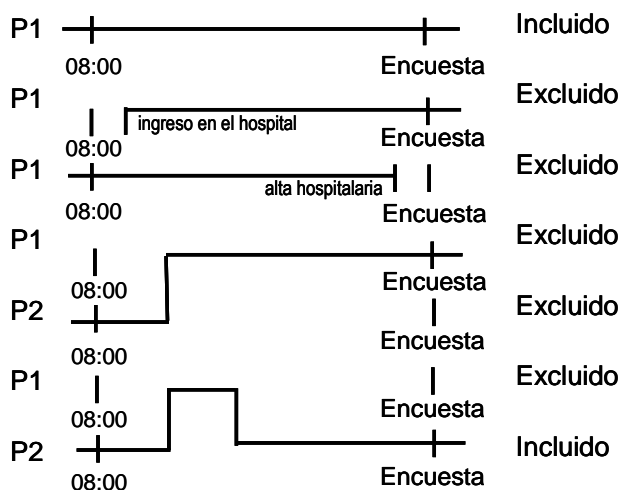 P1 Incluido
08:00 Encuesta
P1 Excluido
ingreso en el hospital
08:00 Encuesta
P1 Excluido
alta hospitalaria
08:00 Encuesta
P1 Excluido
08:00 Encuesta
P2 Excluido
08:00 Encuesta
P1 Excluido
08:00 Encuesta
P2 Incluido
08:00 Encuesta